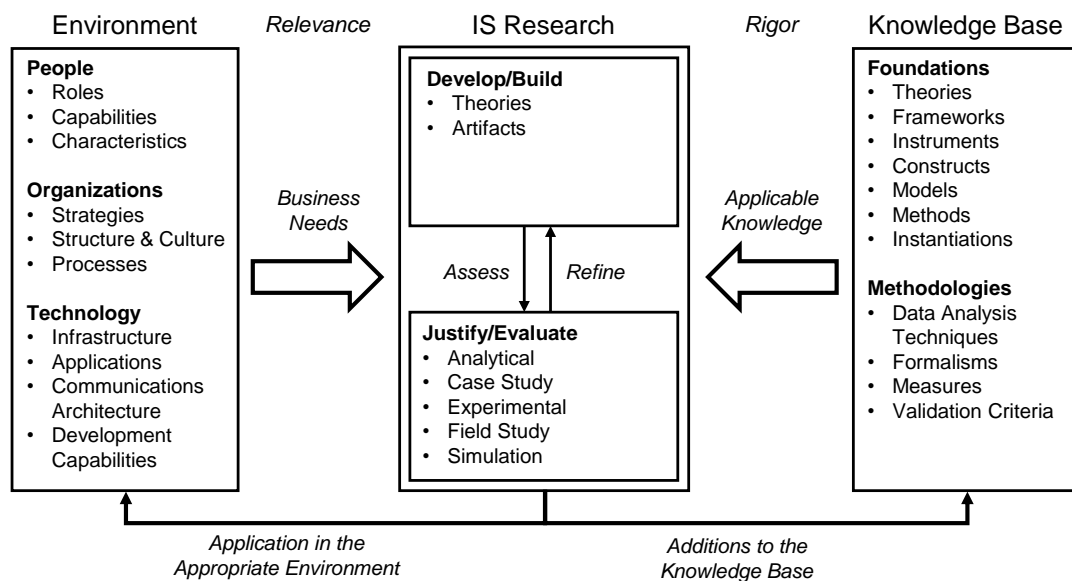 Environment
Relevance
IS Research
Rigor
Knowledge Base
People
• Roles
• Capabilities
• Characteristics
Organizations
• Strategies
• Structure & Culture
• Processes
Technology
• Infrastructure
• Applications
• Communications
Architecture
• Development
Capabilities
Business
Needs
Develop/Build
• Theories
• Artifacts
Assess
Refine
Justify/Evaluate
• Analytical
• Case Study
• Experimental
• Field Study
• Simulation
Applicable
Knowledge
Foundations
• Theories
• Frameworks
• Instruments
• Constructs
• Models
• Methods
• Instantiations
Methodologies
• Data Analysis
Techniques
• Formalisms
• Measures
• Validation Criteria
Application in the
Appropriate Environment
Additions to the
Knowledge Base